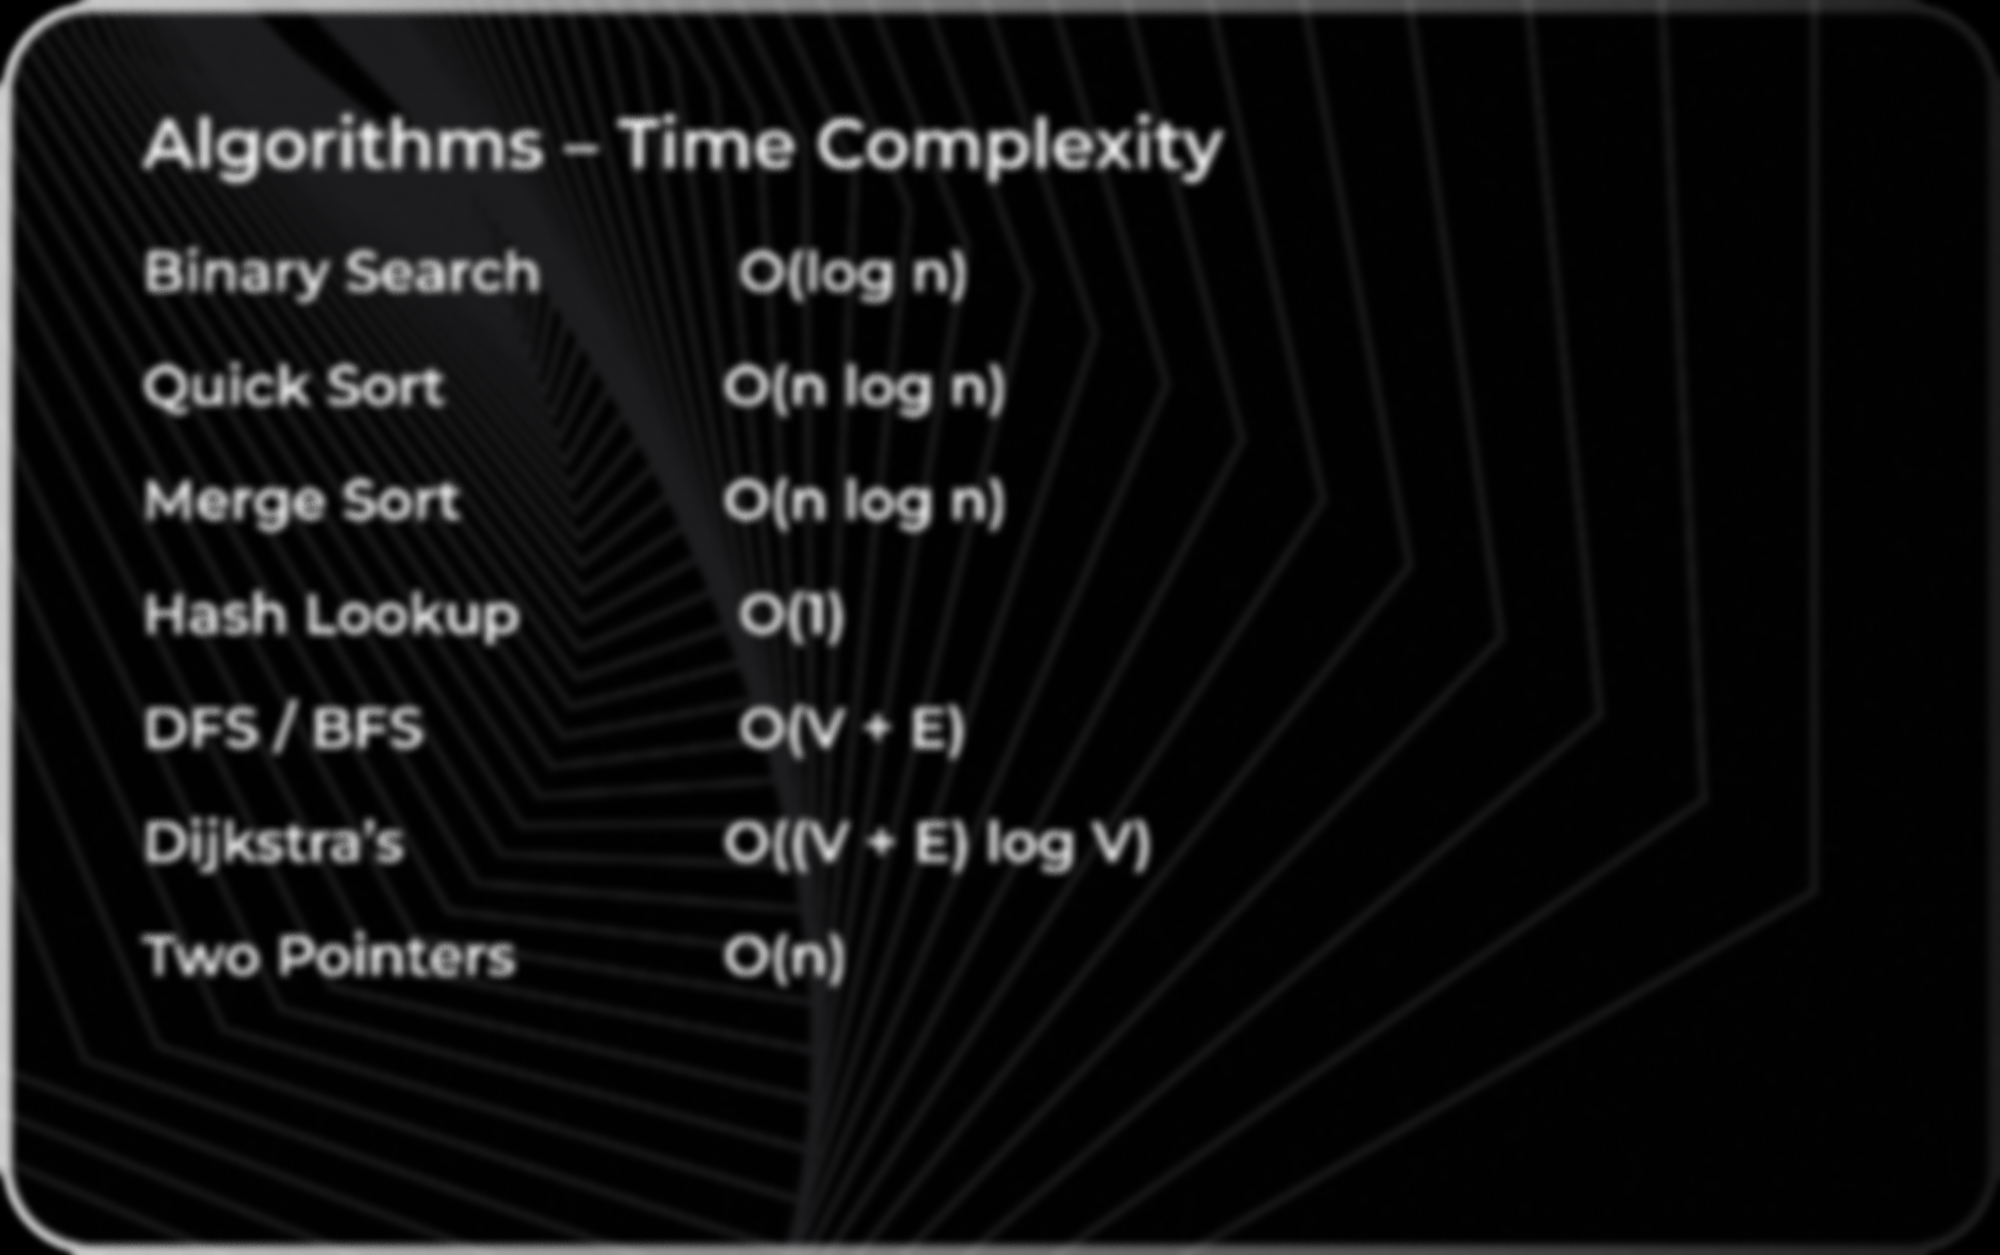 Algorithms – Time Complexity
Binary Search O(log n)
Quick Sort O(n log n)
Merge Sort O(n log n)
Hash Lookup O(1)
DFS / BFS O(V + E)
Dijkstra’s O((V + E) log V)
Two Pointers O(n)